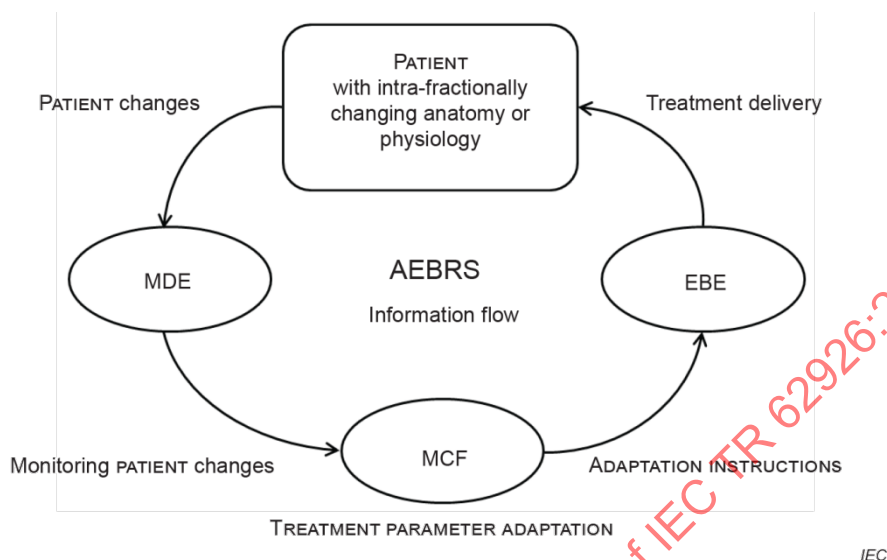 PATIENT
with intra-fractionally
changing anatomy or
physiology
PATIENT changes
Treatment delivery
MDE
AEBRS
Information flow
EBE
MCF
Monitoring PATIENT changes
ADAPTATION INSTRUCTIONS
TREATMENT PARAMETER ADAPTATION
of IEC TR 62926:2
IEC